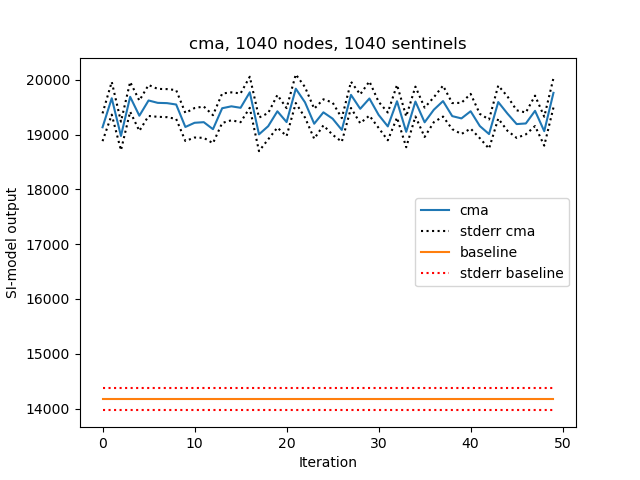 cma, 1040 nodes, 1040 sentinels
SI-model output
20000
19000
18000
17000
16000
15000
14000
cma
stderr cma
baseline
stderr baseline
0 10 20 30 40 50
Iteration